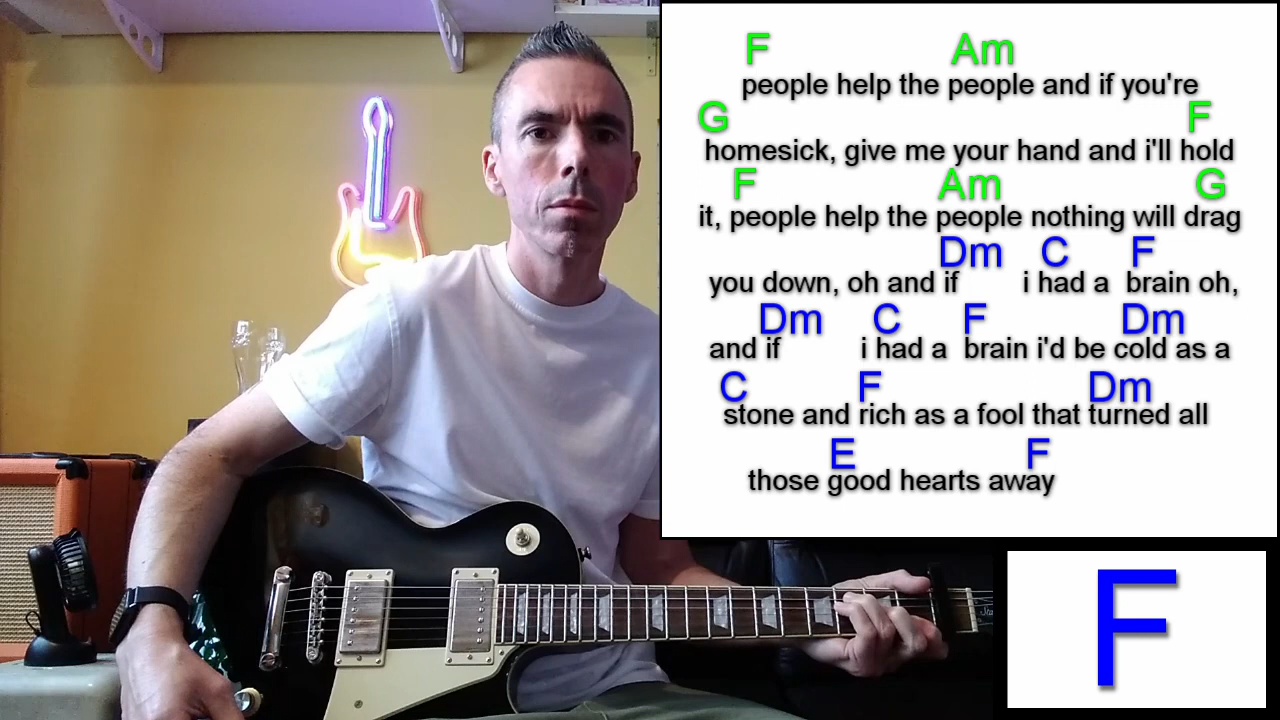 F Am
people help the people and if you're
G F
homesick, give me your hand and i'll hold
F Am G
it, people help the people nothing will drag
Dm C F
you down, oh and if i had a brain oh,
Dm C F Dm
and if i had a brain i'd be cold as a
C F Dm
stone and rich as a fool that turned all
E F
those good hearts away
F